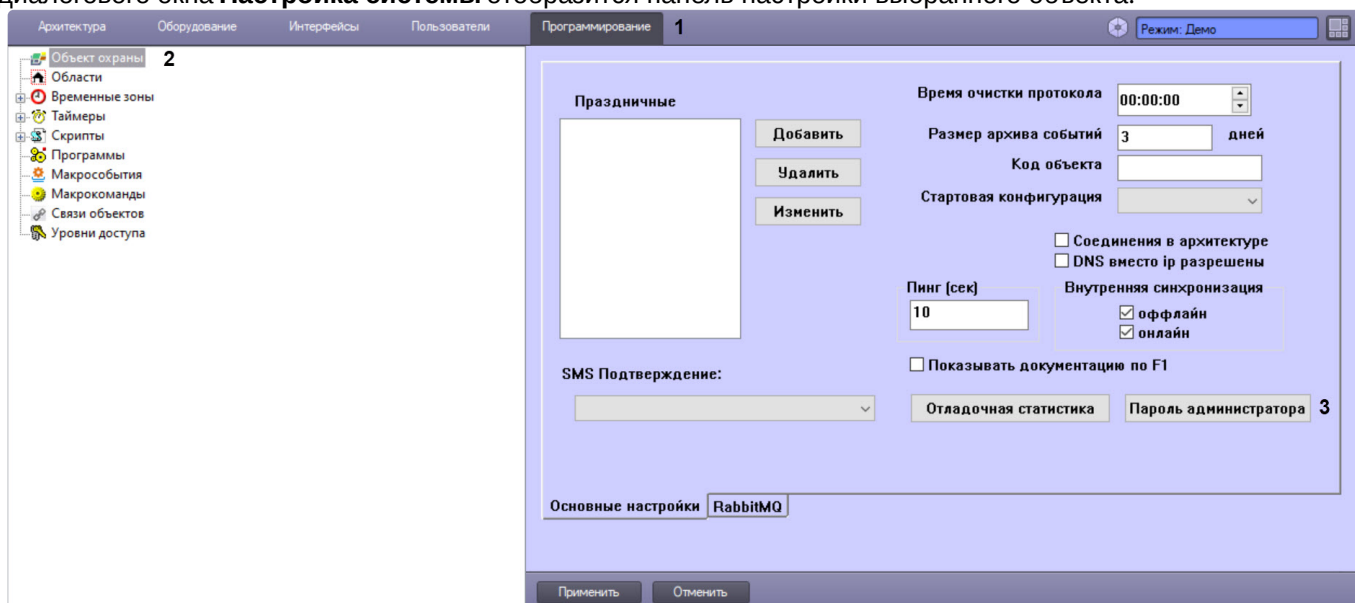 диалогового окна Настройка системы отобразится панель настройки выбранного объекта.
Архитектура Оборудование Интерфейсы Пользователи Программирование 1 Режим: Демо
Объект охраны 2
Области
Временные зоны
Таймеры
Скрипты
Программы
Макрособытия
Макрокоманды
Связи объектов
Уровни доступа
Праздничные
Добавить
Удалить
Изменить
SMS Подтверждение:
Время очистки протокола 00:00:00
Размер архива событий 3 дней
Код объекта
Стартовая конфигурация
Соединения в архитектуре
DNS вместо ip разрешены
Пинг (сек) Внутренняя синхронизация
10 оффлайн
онлайн
Показывать документацию по F1
Отладочная статистика Пароль администратора 3
Основные настройки RabbitMQ
Применить Отменить